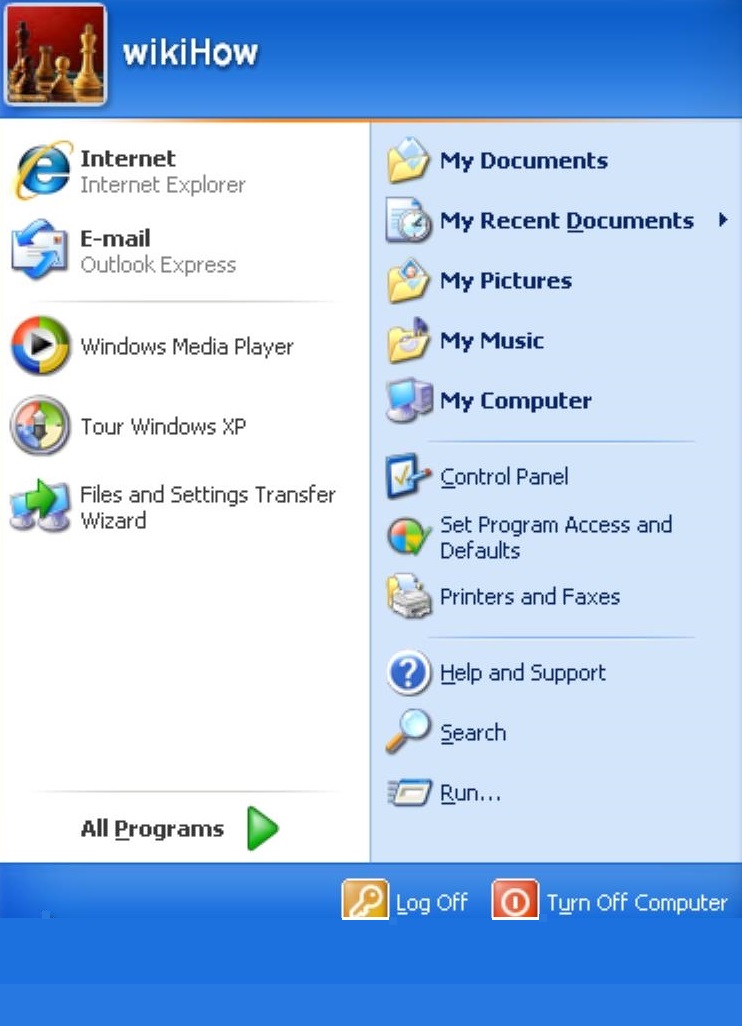 wikiHow
Internet
Internet Explorer
E-mail
Outlook Express
Windows Media Player
Tour Windows XP
Files and Settings Transfer
Wizard
All Programs
My Documents
My Recent Documents
My Pictures
My Music
My Computer
Control Panel
Set Program Access and
Defaults
Printers and Faxes
Help and Support
Search
Run...
Log Off
Turn Off Computer